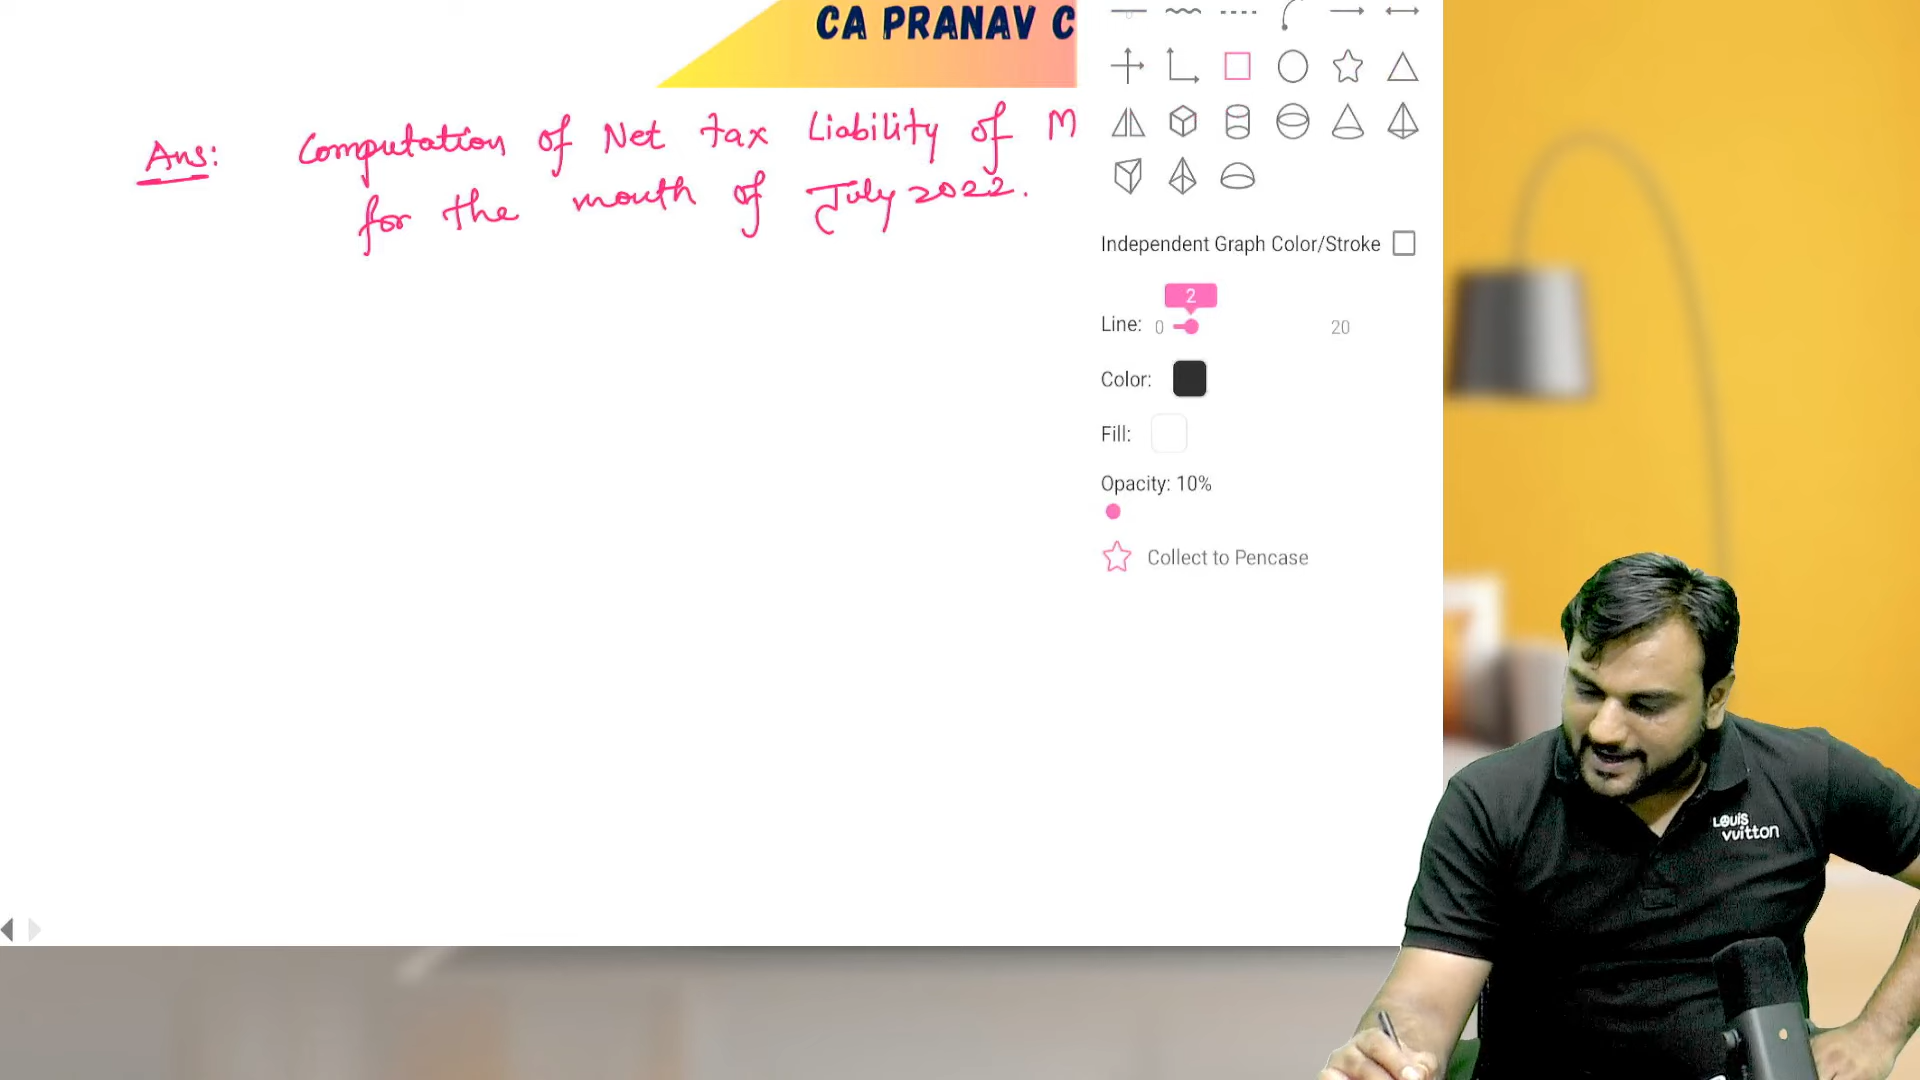 CA PRANAV C
Ans: Computation of Net tax Liability of M
for the month of July 2022.
Independent Graph Color/Stroke
2
Line: 0 20
Color:
Fill:
Opacity: 10%
Collect to Pencase
Louis
vuitton